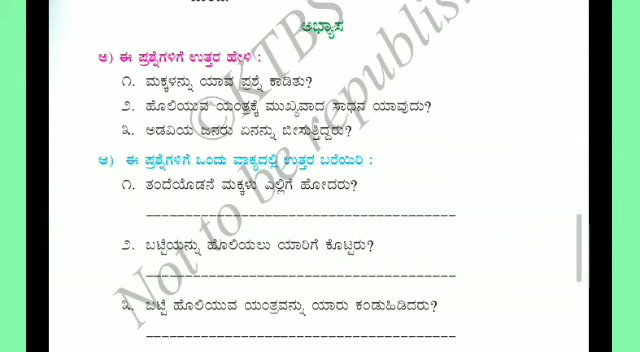 ಅಭ್ಯಾಸ
ಅ) ಈ ಪ್ರಶ್ನೆಗಳಿಗೆ ಉತ್ತರ ಹೇಳಿ :
೧. ಮಕ್ಕಳನ್ನು ಯಾವ ಪ್ರಶ್ನೆ ಕಾಡಿತು?
೨. ಹೊಲಿಯುವ ಯಂತ್ರಕ್ಕೆ ಮುಖ್ಯವಾದ ಸಾಧನ ಯಾವುದು?
೩. ಅಡವಿಯ ಜನರು ಏನನ್ನು ಬೀಸುತ್ತಿದ್ದರು?
ಆ) ಈ ಪ್ರಶ್ನೆಗಳಿಗೆ ಒಂದು ವಾಕ್ಯದಲ್ಲಿ ಉತ್ತರ ಬರೆಯಿರಿ :
೧. ತಂದೆಯೊಡನೆ ಮಕ್ಕಳು ಎಲ್ಲಿಗೆ ಹೋದರು?
೨. ಬಟ್ಟೆಯನ್ನು ಹೊಲಿಯಲು ಯಾರಿಗೆ ಕೊಟ್ಟರು?
೩. ಬಟ್ಟೆ ಹೊಲಿಯುವ ಯಂತ್ರವನ್ನು ಯಾರು ಕಂಡುಹಿಡಿದರು?
©KTBS
Not to be republish